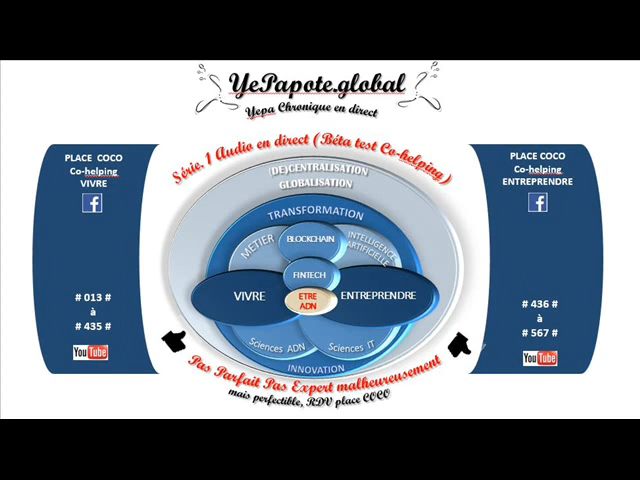 YePapote.global
Yepa Chronique en direct
Série, 1 Audio en direct (Béta test Co-helping)
PLACE COCO
Co-helping
VIVRE
# 013 #
à
# 435 #
YouTube
(DE)CENTRALISATION
GLOBALISATION
TRANSFORMATION
METIER
BLOCKCHAIN
INTELLIGENCE
ARTIFICIELLE
FINTECH
VIVRE
ETRE
ADN
ENTREPRENDRE
Sciences ADN
Sciences IT
INNOVATION
PLACE COCO
Co-helping
ENTREPRENDRE
# 436 #
à
# 567 #
YouTube
Pas Parfait Pas Expert malheureusement
mais perfectible, RDV place COCO